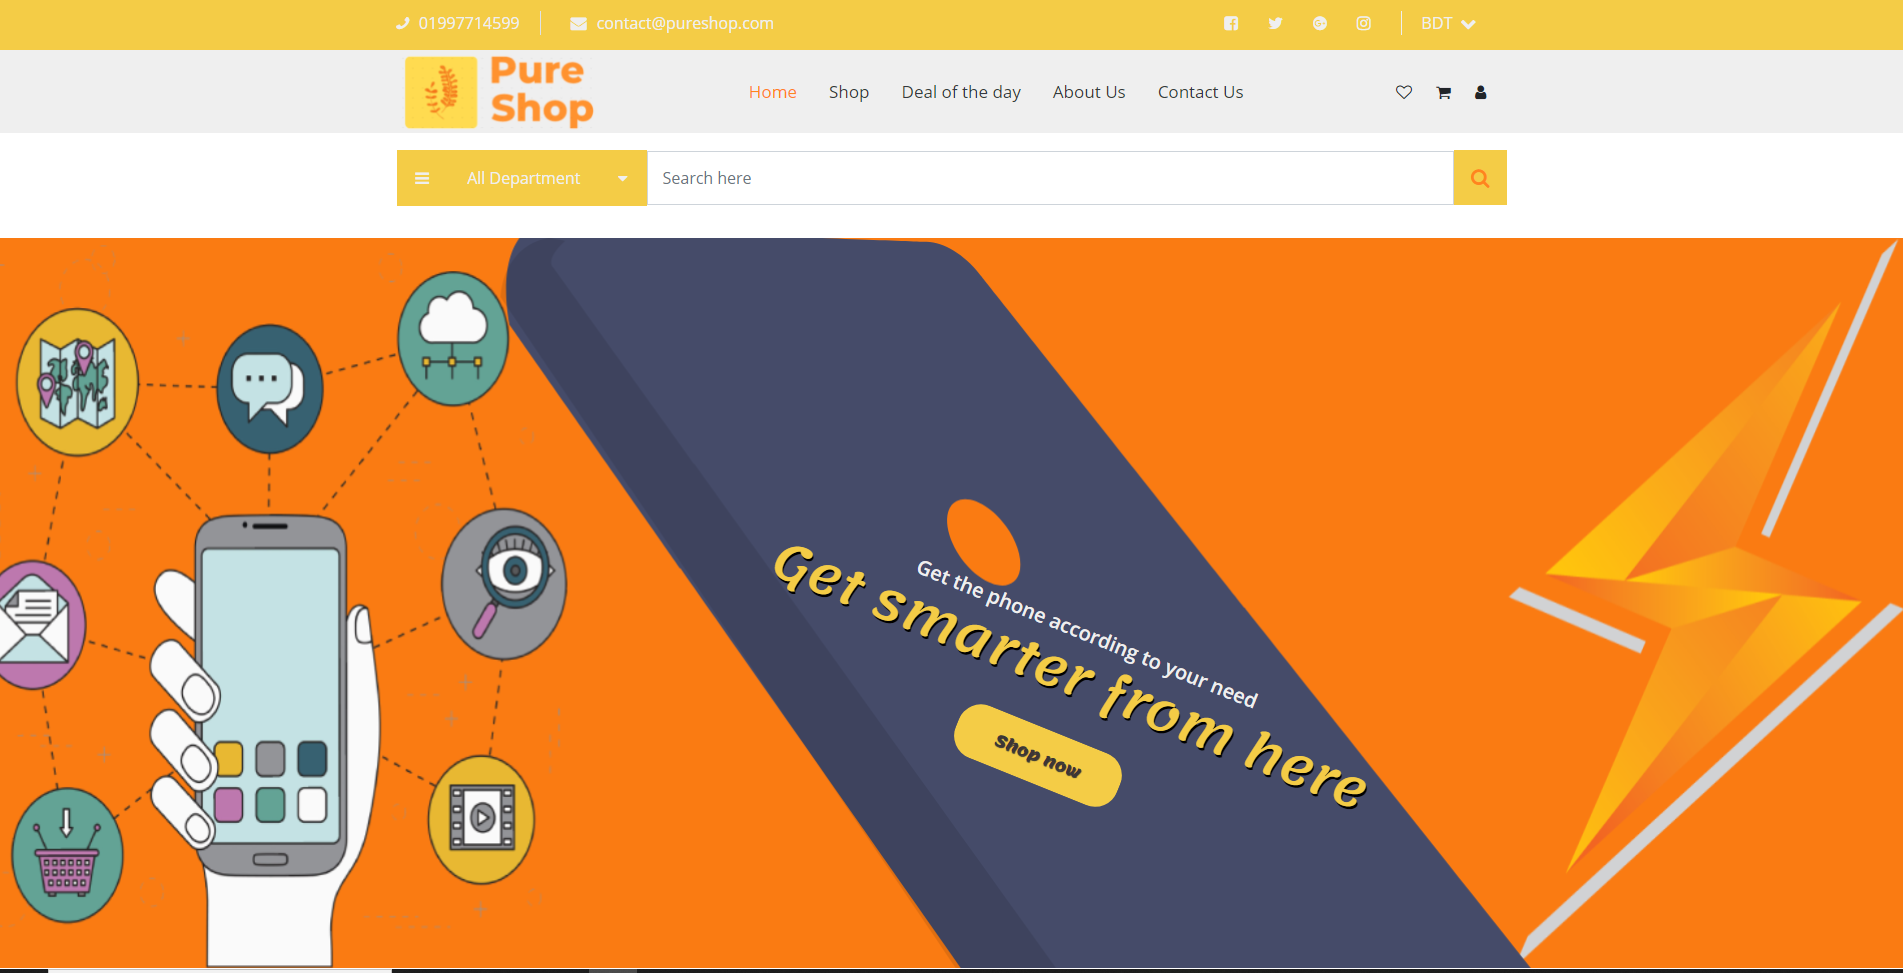 01997714599
contact@pureshop.com
BDT
Pure
Shop
Home
Shop
Deal of the day
About Us
Contact Us
All Department
Search here
Get the phone according to your need
Get smarter from here
Shop now